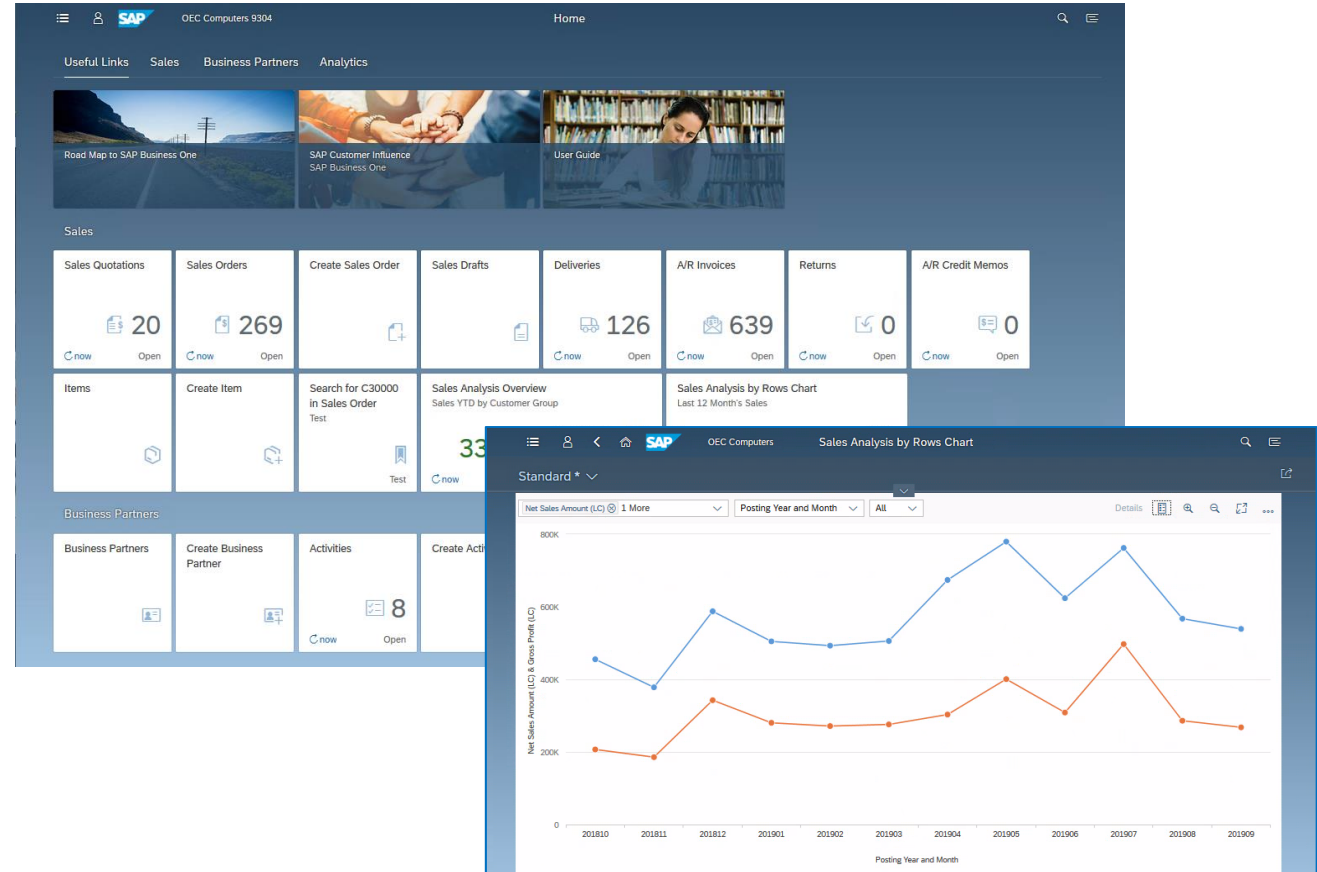 SAP OEC Computers 9304 Home
Useful Links Sales Business Partners Analytics
Road Map to SAP Business One
SAP Customer Influence
SAP Business One
User Guide
Sales
Sales Quotations
20
now Open
Sales Orders
269
now Open
Create Sales Order
Sales Drafts
Deliveries
126
now Open
A/R Invoices
639
now Open
Returns
0
now Open
A/R Credit Memos
0
now Open
Items
Create Item
Search for C30000
in Sales Order
Test
Test
Sales Analysis Overview
Sales YTD by Customer Group
33
now
Sales Analysis by Rows Chart
Last 12 Month's Sales
Business Partners
Business Partners
Create Business
Partner
Activities
8
now Open
Create Acti
SAP OEC Computers Sales Analysis by Rows Chart
Standard *
Net Sales Amount (LC) 1 More Posting Year and Month All Details
Net Sales Amount (LC) & Gross Profit (LC)
800K
600K
400K
200K
0
201810 201811 201812 201901 201902 201903 201904 201905 201906 201907 201908 201909
Posting Year and Month